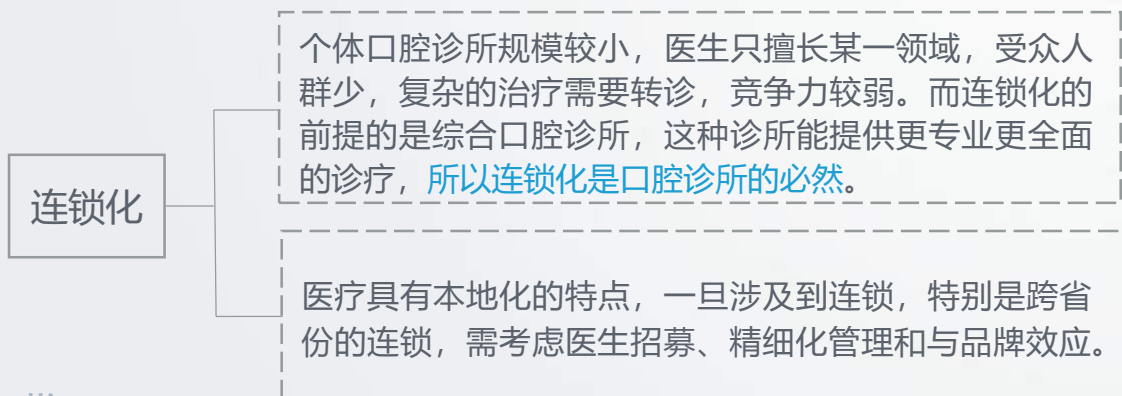 连锁化
个体口腔诊所规模较小，医生只擅长某一领域，受众人
群少，复杂的治疗需要转诊，竞争力较弱。而连锁化的
前提的是综合口腔诊所，这种诊所能提供更专业更全面
的诊疗，所以连锁化是口腔诊所的必然。
医疗具有本地化的特点，一旦涉及到连锁，特别是跨省
份的连锁，需考虑医生招募、精细化管理和与品牌效应。